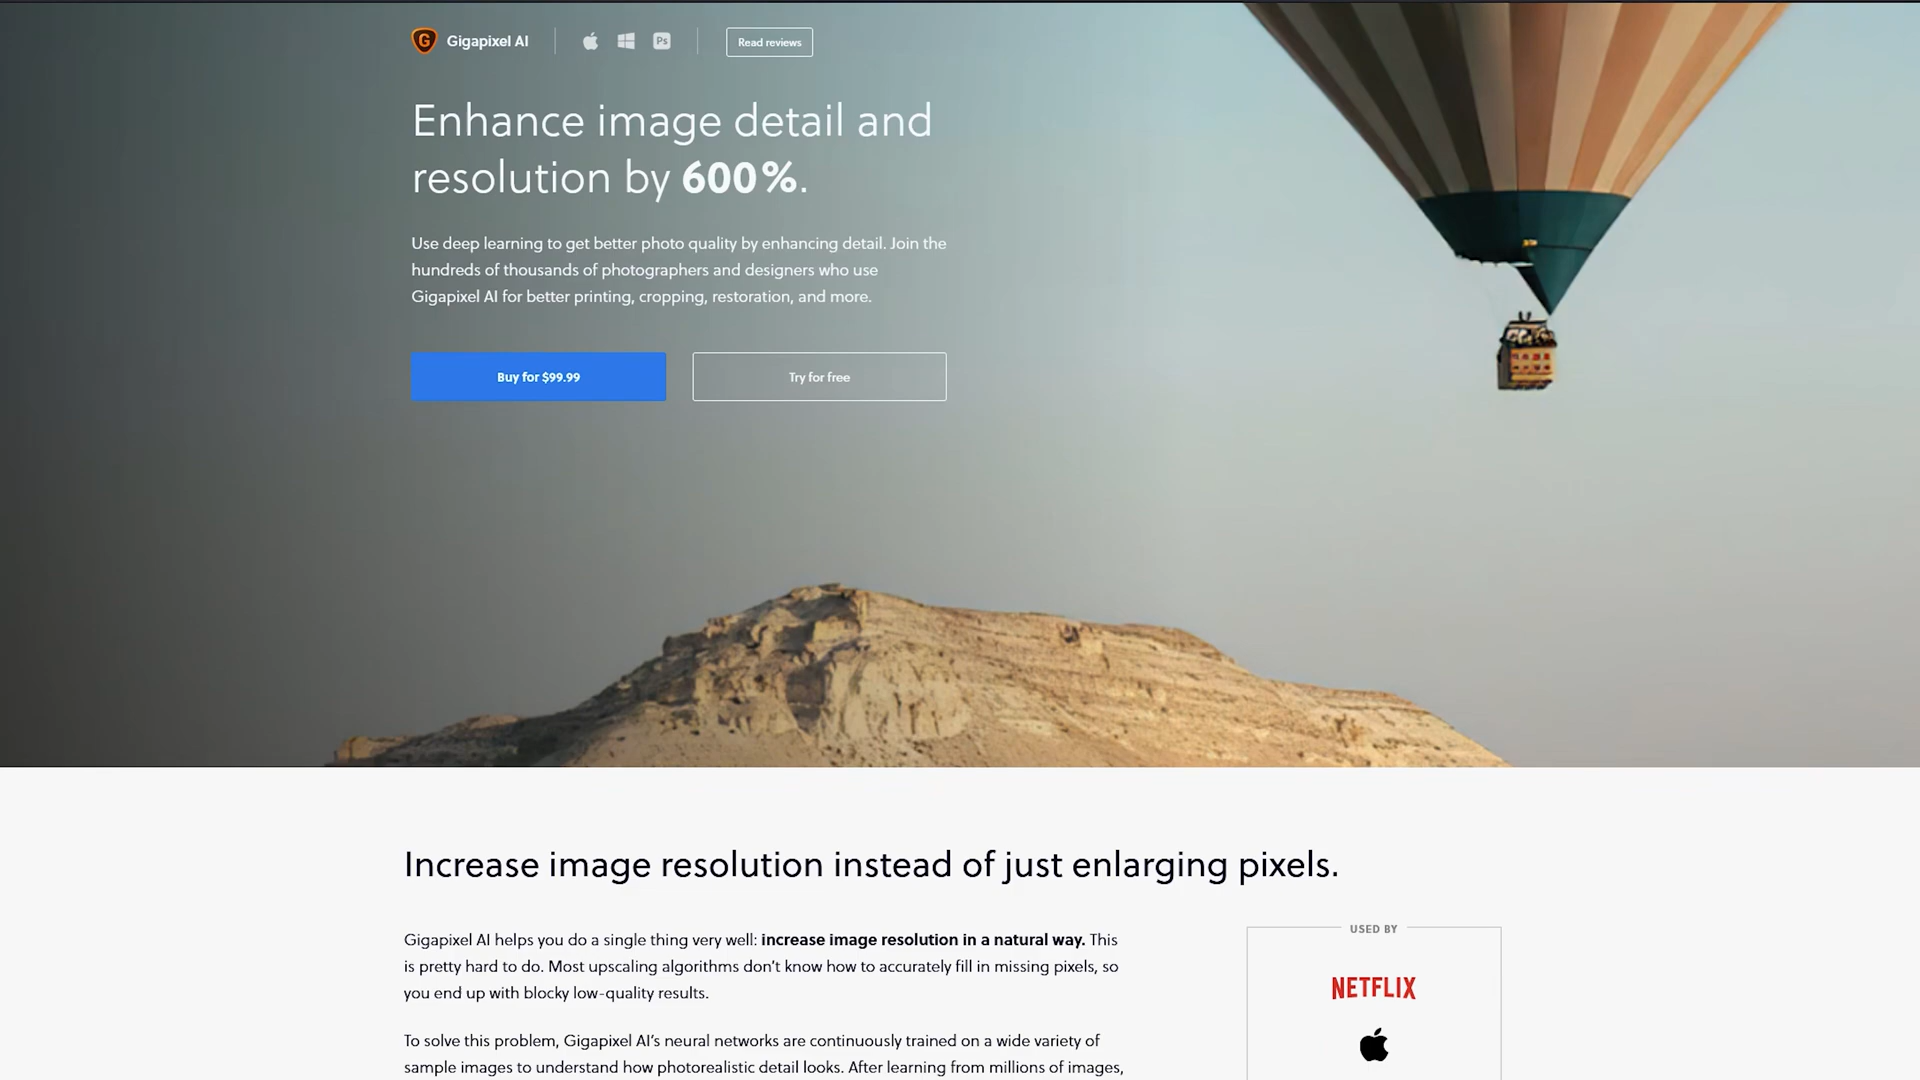 Gigapixel AI
Ps
Read reviews
Enhance image detail and
resolution by 600%.
Use deep learning to get better photo quality by enhancing detail. Join the
hundreds of thousands of photographers and designers who use
Gigapixel AI for better printing, cropping, restoration, and more.
Buy for $99.99
Try for free
Increase image resolution instead of just enlarging pixels.
Gigapixel AI helps you do a single thing very well: increase image resolution in a natural way. This
is pretty hard to do. Most upscaling algorithms don't know how to accurately fill in missing pixels, so
you end up with blocky low-quality results.
To solve this problem, Gigapixel AI's neural networks are continuously trained on a wide variety of
sample images to understand how photorealistic detail looks. After learning from millions of images,
USED BY
NETFLIX